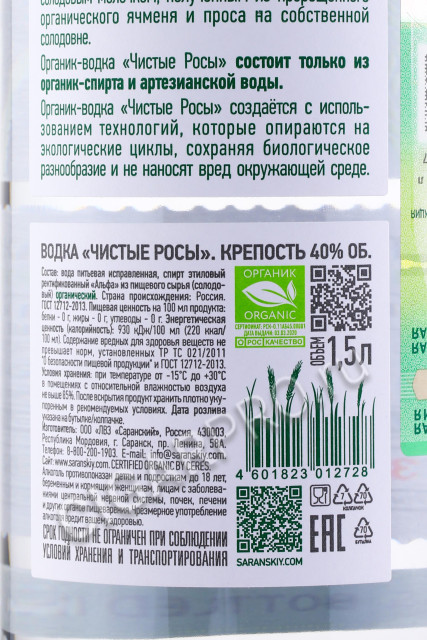 солодовым молочком, полученным из пророщенного
органического ячменя и проса на собственной
солодовне.
Органик-водка «Чистые Росы» состоит только из
органик-спирта и артезианской воды.
Органик-водка «Чистые Росы» создаётся с исполь-
зованием технологий, которые опираются на
экологические циклы, сохраняя биологическое
разнообразие и не наносят вред окружающей среде.
ВОДКА «ЧИСТЫЕ РОСЫ». КРЕПОСТЬ 40% ОБ.
Состав: вода питьевая исправленная, спирт этиловый
ректификованный «Альфа» из пищевого сырья (солодо-
вый) органический. Страна происхождения: Россия.
ГОСТ 12712-2013. Пищевая ценность на 100 мл продукта:
белки - 0 г, жиры - 0 г, углеводы - 0 г. Энергетическая
ценность (калорийность): 930 кДж/100 мл (220 ккал/
100 мл). Содержание вредных для здоровья веществ не
превышает норм, установленных ТР ТС 021/2011
"О безопасности пищевой продукции" и ГОСТ 12712-2013.
Хранить при температуре от -15°С до +30°С
в помещениях с относительной влажностью воздуха
не выше 85%. После вскрытия продукт хранить плотно уку-
поренным в рекомендуемых условиях. Дата розлива
указана на бутылке/колпачке.
Изготовитель: ООО «ЛВЗ «Саранский», Россия, 430003
Республика Мордовия, г. Саранск, пр. Ленина, 56.
Телефон: 8-800-200-1903. E-mail: info@saranskiy.com,
www.saranskiy.com. CERTIFIED ORGANIC BY CERES.
Алкоголь противопоказан детям и подросткам до 18 лет,
беременным и кормящим женщинам, лицам с заболева-
ниями центральной нервной системы, почек, печени
и других органов пищеварения. Чрезмерное употребление
алкоголя вредит вашему здоровью.
СРОК ГОДНОСТИ НЕ ОГРАНИЧЕН ПРИ СОБЛЮДЕНИИ
УСЛОВИЙ ХРАНЕНИЯ И ТРАНСПОРТИРОВАНИЯ
ОРГАНИК
ORGANIC
РОСКАЧЕСТВО
ОБЪЕМ 1,5 л
4 601823 012728
7
70
КОЛПАЧОК
70
БУТЫЛКА
EAC
SARANSKIY.COM